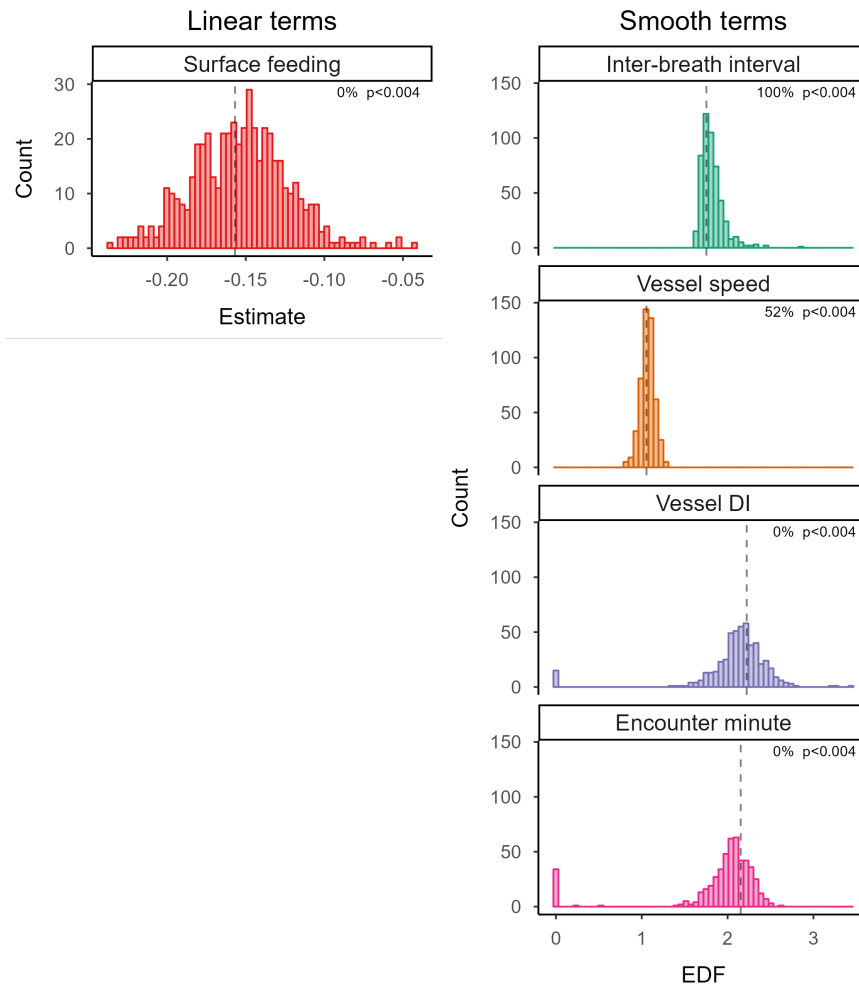 Linear terms
Surface feeding
0% p<0.004
30
20
10
0
Count
-0.20 -0.15 -0.10 -0.05
Estimate
Smooth terms
Inter-breath interval
100% p<0.004
150
100
50
0
Vessel speed
52% p<0.004
150
100
50
0
Count
Vessel DI
0% p<0.004
150
100
50
0
Encounter minute
0% p<0.004
150
100
50
0
0 1 2 3
EDF